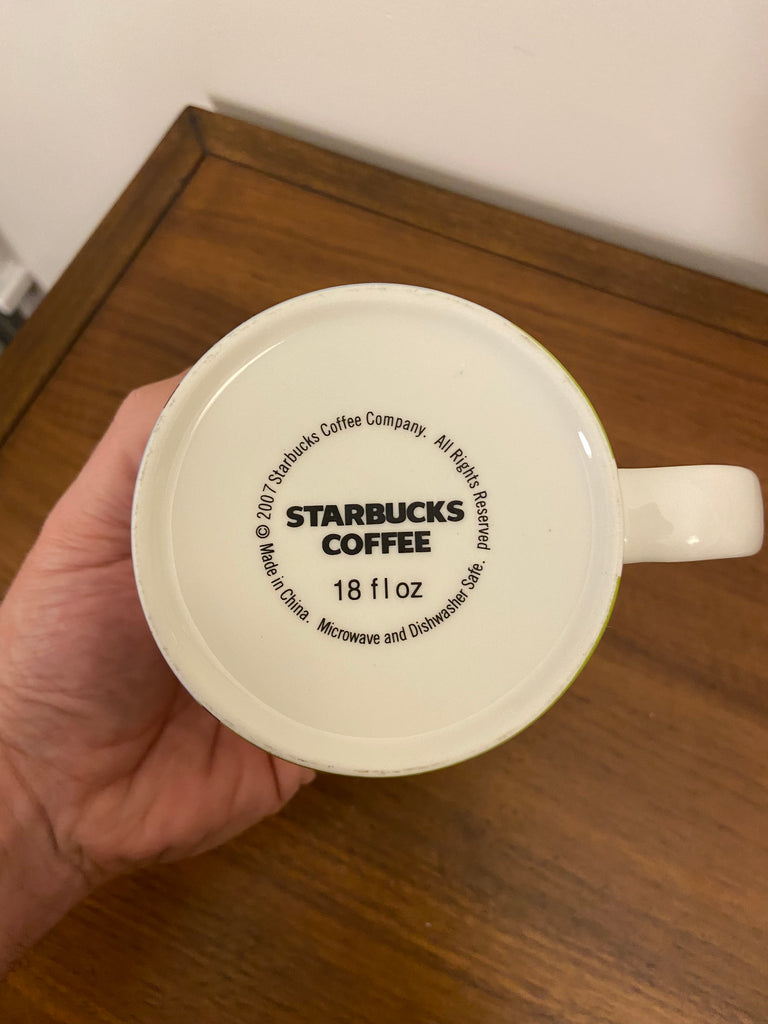 © 2007 Starbucks Coffee Company. All Rights Reserved
STARBUCKS
COFFEE
18 fl oz
Made in China. Microwave and Dishwasher Safe.